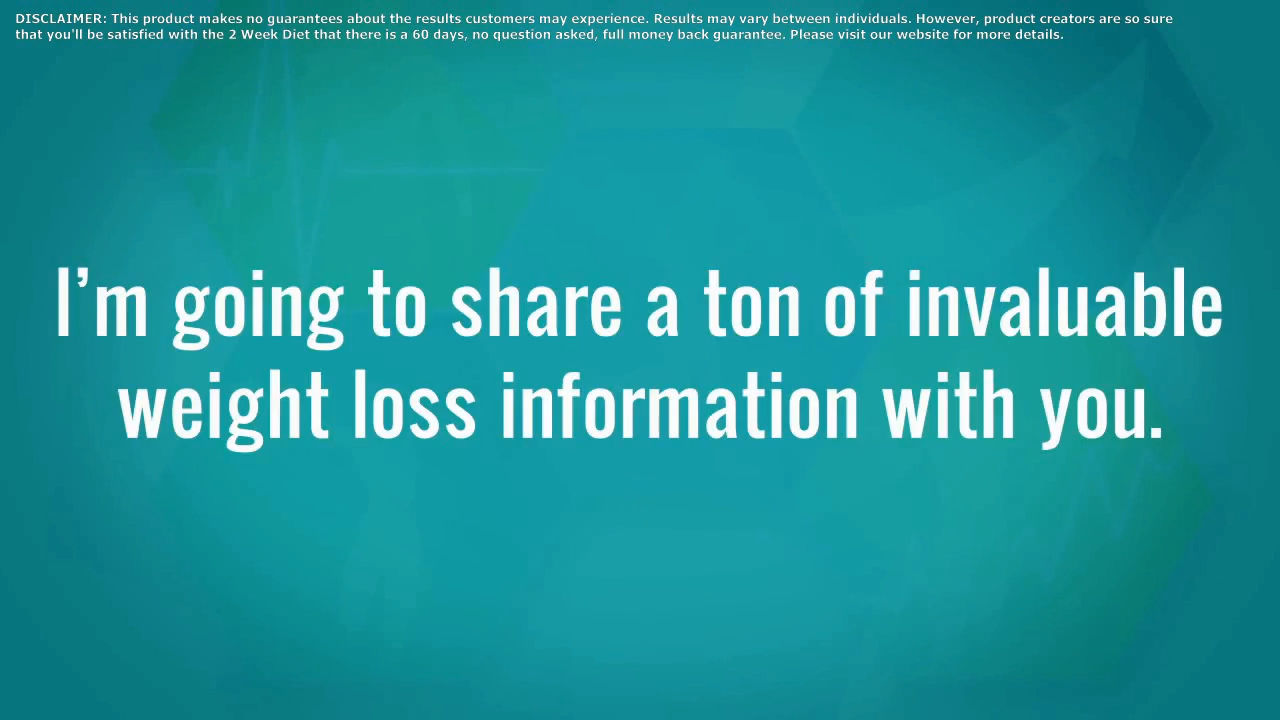 DISCLAIMER: This product makes no guarantees about the results customers may experience. Results may vary between individuals. However, product creators are so sure
that you'll be satisfied with the 2 Week Diet that there is a 60 days, no question asked, full money back guarantee. Please visit our website for more details.
I’m going to share a ton of invaluable
weight loss information with you.